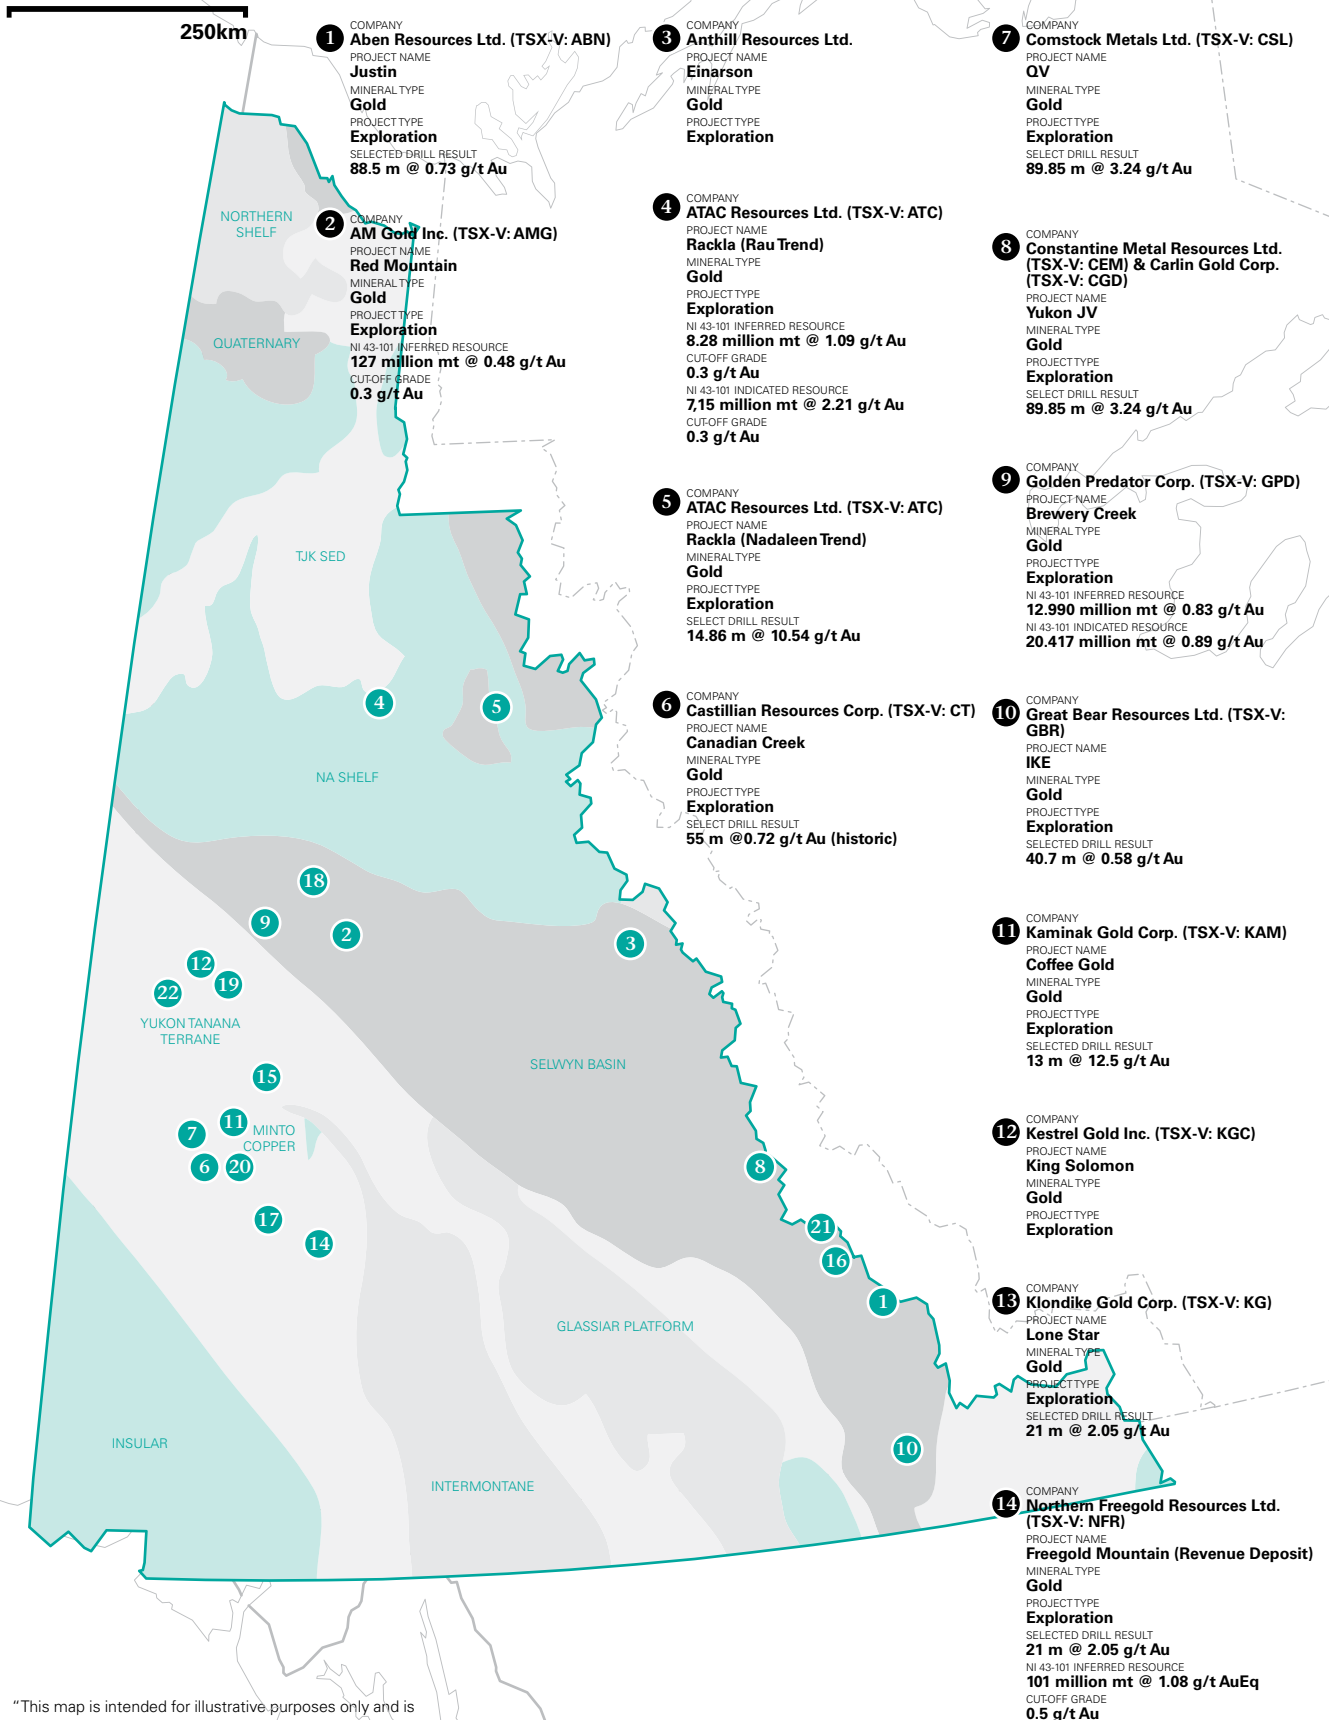 250km
1
COMPANY
Aben Resources Ltd. (TSX-V: ABN)
PROJECT NAME
Justin
MINERAL TYPE
Gold
PROJECT TYPE
Exploration
SELECTED DRILL RESULT
88.5 m @ 0.73 g/t Au
2
COMPANY
AM Gold Inc. (TSX-V: AMG)
PROJECT NAME
Red Mountain
MINERAL TYPE
Gold
PROJECT TYPE
Exploration
NI 43-101 INFERRED RESOURCE
127 million mt @ 0.48 g/t Au
CUT-OFF GRADE
0.3 g/t Au
3
COMPANY
Anthill Resources Ltd.
PROJECT NAME
Einarson
MINERAL TYPE
Gold
PROJECT TYPE
Exploration
4
COMPANY
ATAC Resources Ltd. (TSX-V: ATC)
PROJECT NAME
Rackla (Rau Trend)
MINERAL TYPE
Gold
PROJECT TYPE
Exploration
NI 43-101 INFERRED RESOURCE
8.28 million mt @ 1.09 g/t Au
CUT-OFF GRADE
0.3 g/t Au
NI 43-101 INDICATED RESOURCE
7,15 million mt @ 2.21 g/t Au
CUT-OFF GRADE
0.3 g/t Au
5
COMPANY
ATAC Resources Ltd. (TSX-V: ATC)
PROJECT NAME
Rackla (Nadaleen Trend)
MINERAL TYPE
Gold
PROJECT TYPE
Exploration
SELECT DRILL RESULT
14.86 m @ 10.54 g/t Au
6
COMPANY
Castillian Resources Corp. (TSX-V: CT)
PROJECT NAME
Canadian Creek
MINERAL TYPE
Gold
PROJECT TYPE
Exploration
SELECT DRILL RESULT
55 m @0.72 g/t Au (historic)
7
COMPANY
Comstock Metals Ltd. (TSX-V: CSL)
PROJECT NAME
QV
MINERAL TYPE
Gold
PROJECT TYPE
Exploration
SELECT DRILL RESULT
89.85 m @ 3.24 g/t Au
8
COMPANY
Constantine Metal Resources Ltd.
(TSX-V: CEM) & Carlin Gold Corp.
(TSX-V: CGD)
PROJECT NAME
Yukon JV
MINERAL TYPE
Gold
PROJECT TYPE
Exploration
SELECT DRILL RESULT
89.85 m @ 3.24 g/t Au
9
COMPANY
Golden Predator Corp. (TSX-V: GPD)
PROJECT NAME
Brewery Creek
MINERAL TYPE
Gold
PROJECT TYPE
Exploration
NI 43-101 INFERRED RESOURCE
12.990 million mt @ 0.83 g/t Au
NI 43-101 INDICATED RESOURCE
20.417 million mt @ 0.89 g/t Au
10
COMPANY
Great Bear Resources Ltd. (TSX-V:
GBR)
PROJECT NAME
IKE
MINERAL TYPE
Gold
PROJECT TYPE
Exploration
SELECTED DRILL RESULT
40.7 m @ 0.58 g/t Au
11
COMPANY
Kaminak Gold Corp. (TSX-V: KAM)
PROJECT NAME
Coffee Gold
MINERAL TYPE
Gold
PROJECT TYPE
Exploration
SELECTED DRILL RESULT
13 m @ 12.5 g/t Au
12
COMPANY
Kestrel Gold Inc. (TSX-V: KGC)
PROJECT NAME
King Solomon
MINERAL TYPE
Gold
PROJECT TYPE
Exploration
13
COMPANY
Klondike Gold Corp. (TSX-V: KG)
PROJECT NAME
Lone Star
MINERAL TYPE
Gold
PROJECT TYPE
Exploration
SELECTED DRILL RESULT
21 m @ 2.05 g/t Au
14
COMPANY
Northern Freegold Resources Ltd.
(TSX-V: NFR)
PROJECT NAME
Freegold Mountain (Revenue Deposit)
MINERAL TYPE
Gold
PROJECT TYPE
Exploration
SELECTED DRILL RESULT
21 m @ 2.05 g/t Au
NI 43-101 INFERRED RESOURCE
101 million mt @ 1.08 g/t AuEq
CUT-OFF GRADE
0.5 g/t Au
NORTHERN
SHELF
QUATERNARY
TJK SED
4
5
NA SHELF
18
9
2
3
12
19
22
YUKON TANANA
TERRANE
SELWYN BASIN
15
11
7
MINTO
COPPER
6
20
8
17
14
21
16
1
GLASSIAR PLATFORM
INSULAR
10
INTERMONTANE
"This map is intended for illustrative purposes only and is